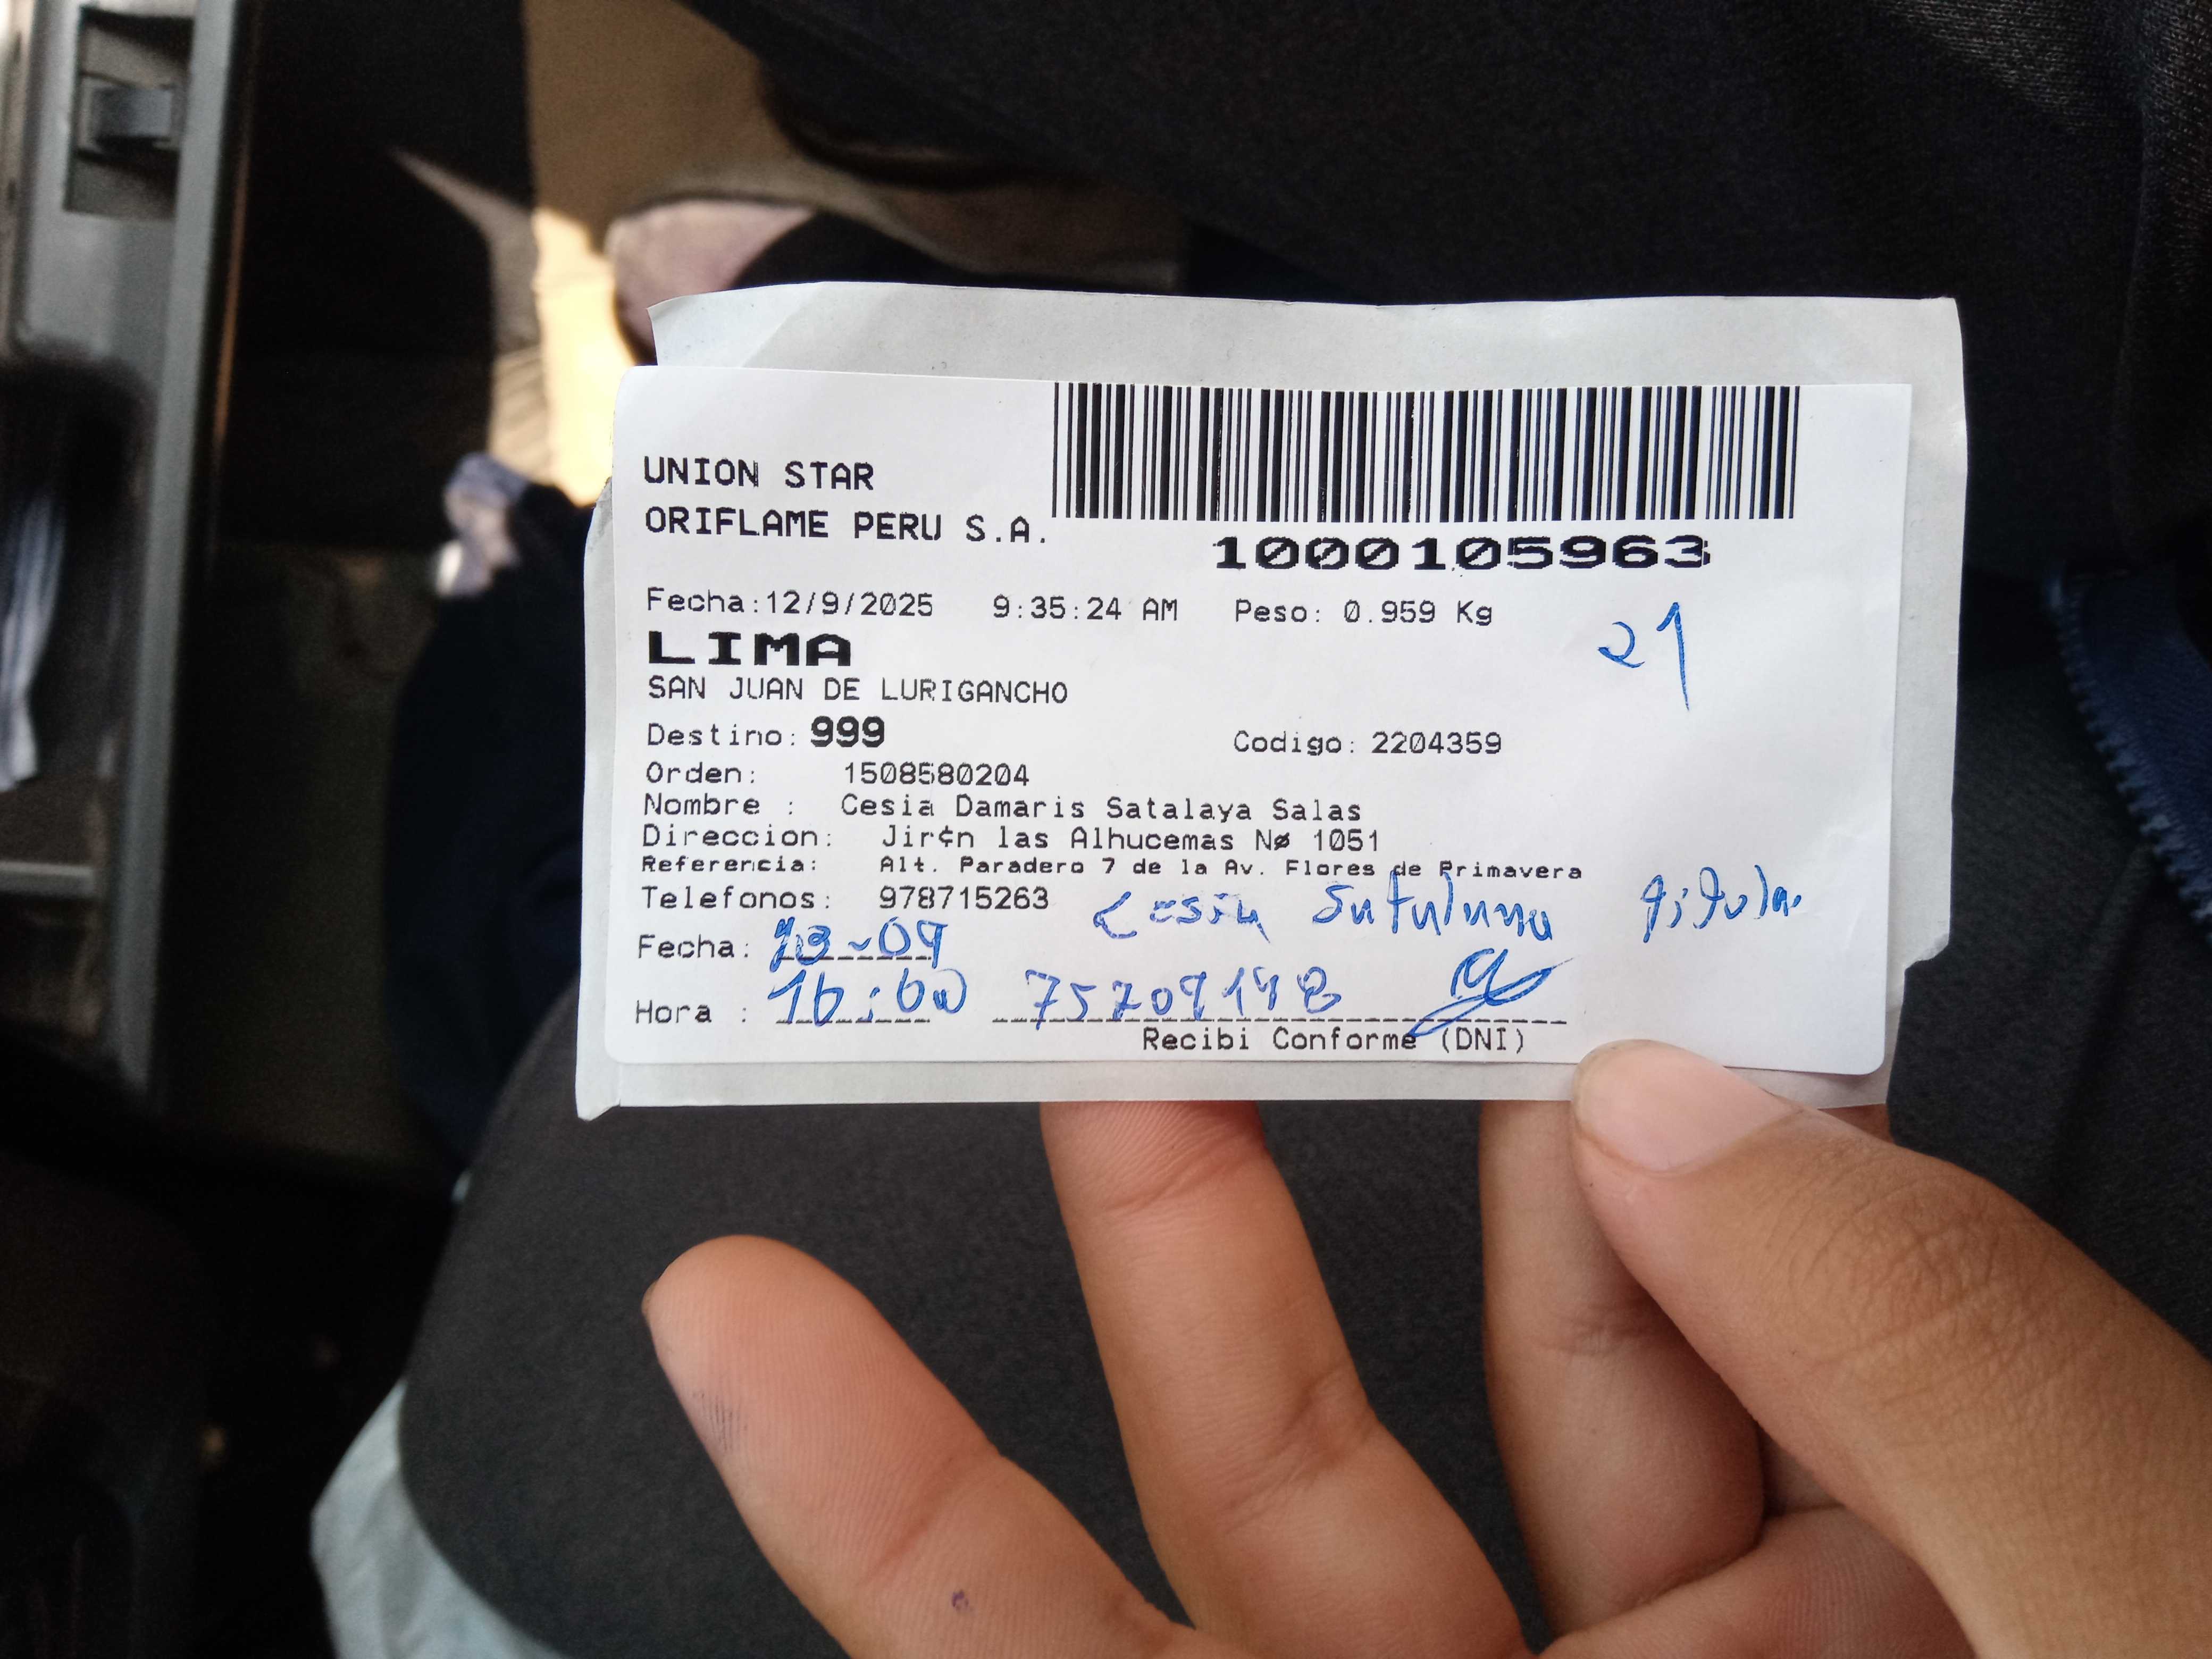 UNION STAR
ORIFLAME PERU S.A.
1000105963
Fecha:12/9/2025 9:35:24 AM Peso: 0.959 Kg
21
LIMA
SAN JUAN DE LURIGANCHO
Destino: 999 Codigo: 2204359
Orden: 1508580204
Nombre : Cesia Damaris Satalaya Salas
Direccion: Jir¢n las Alhucemas Nø 1051
Referencia: Alt. Paradero 7 de la Av. Flores de Primavera
Telefonos: 978715263 Cesia
Fecha: 13-09
Hora :
Recibi Conforme (DNI)